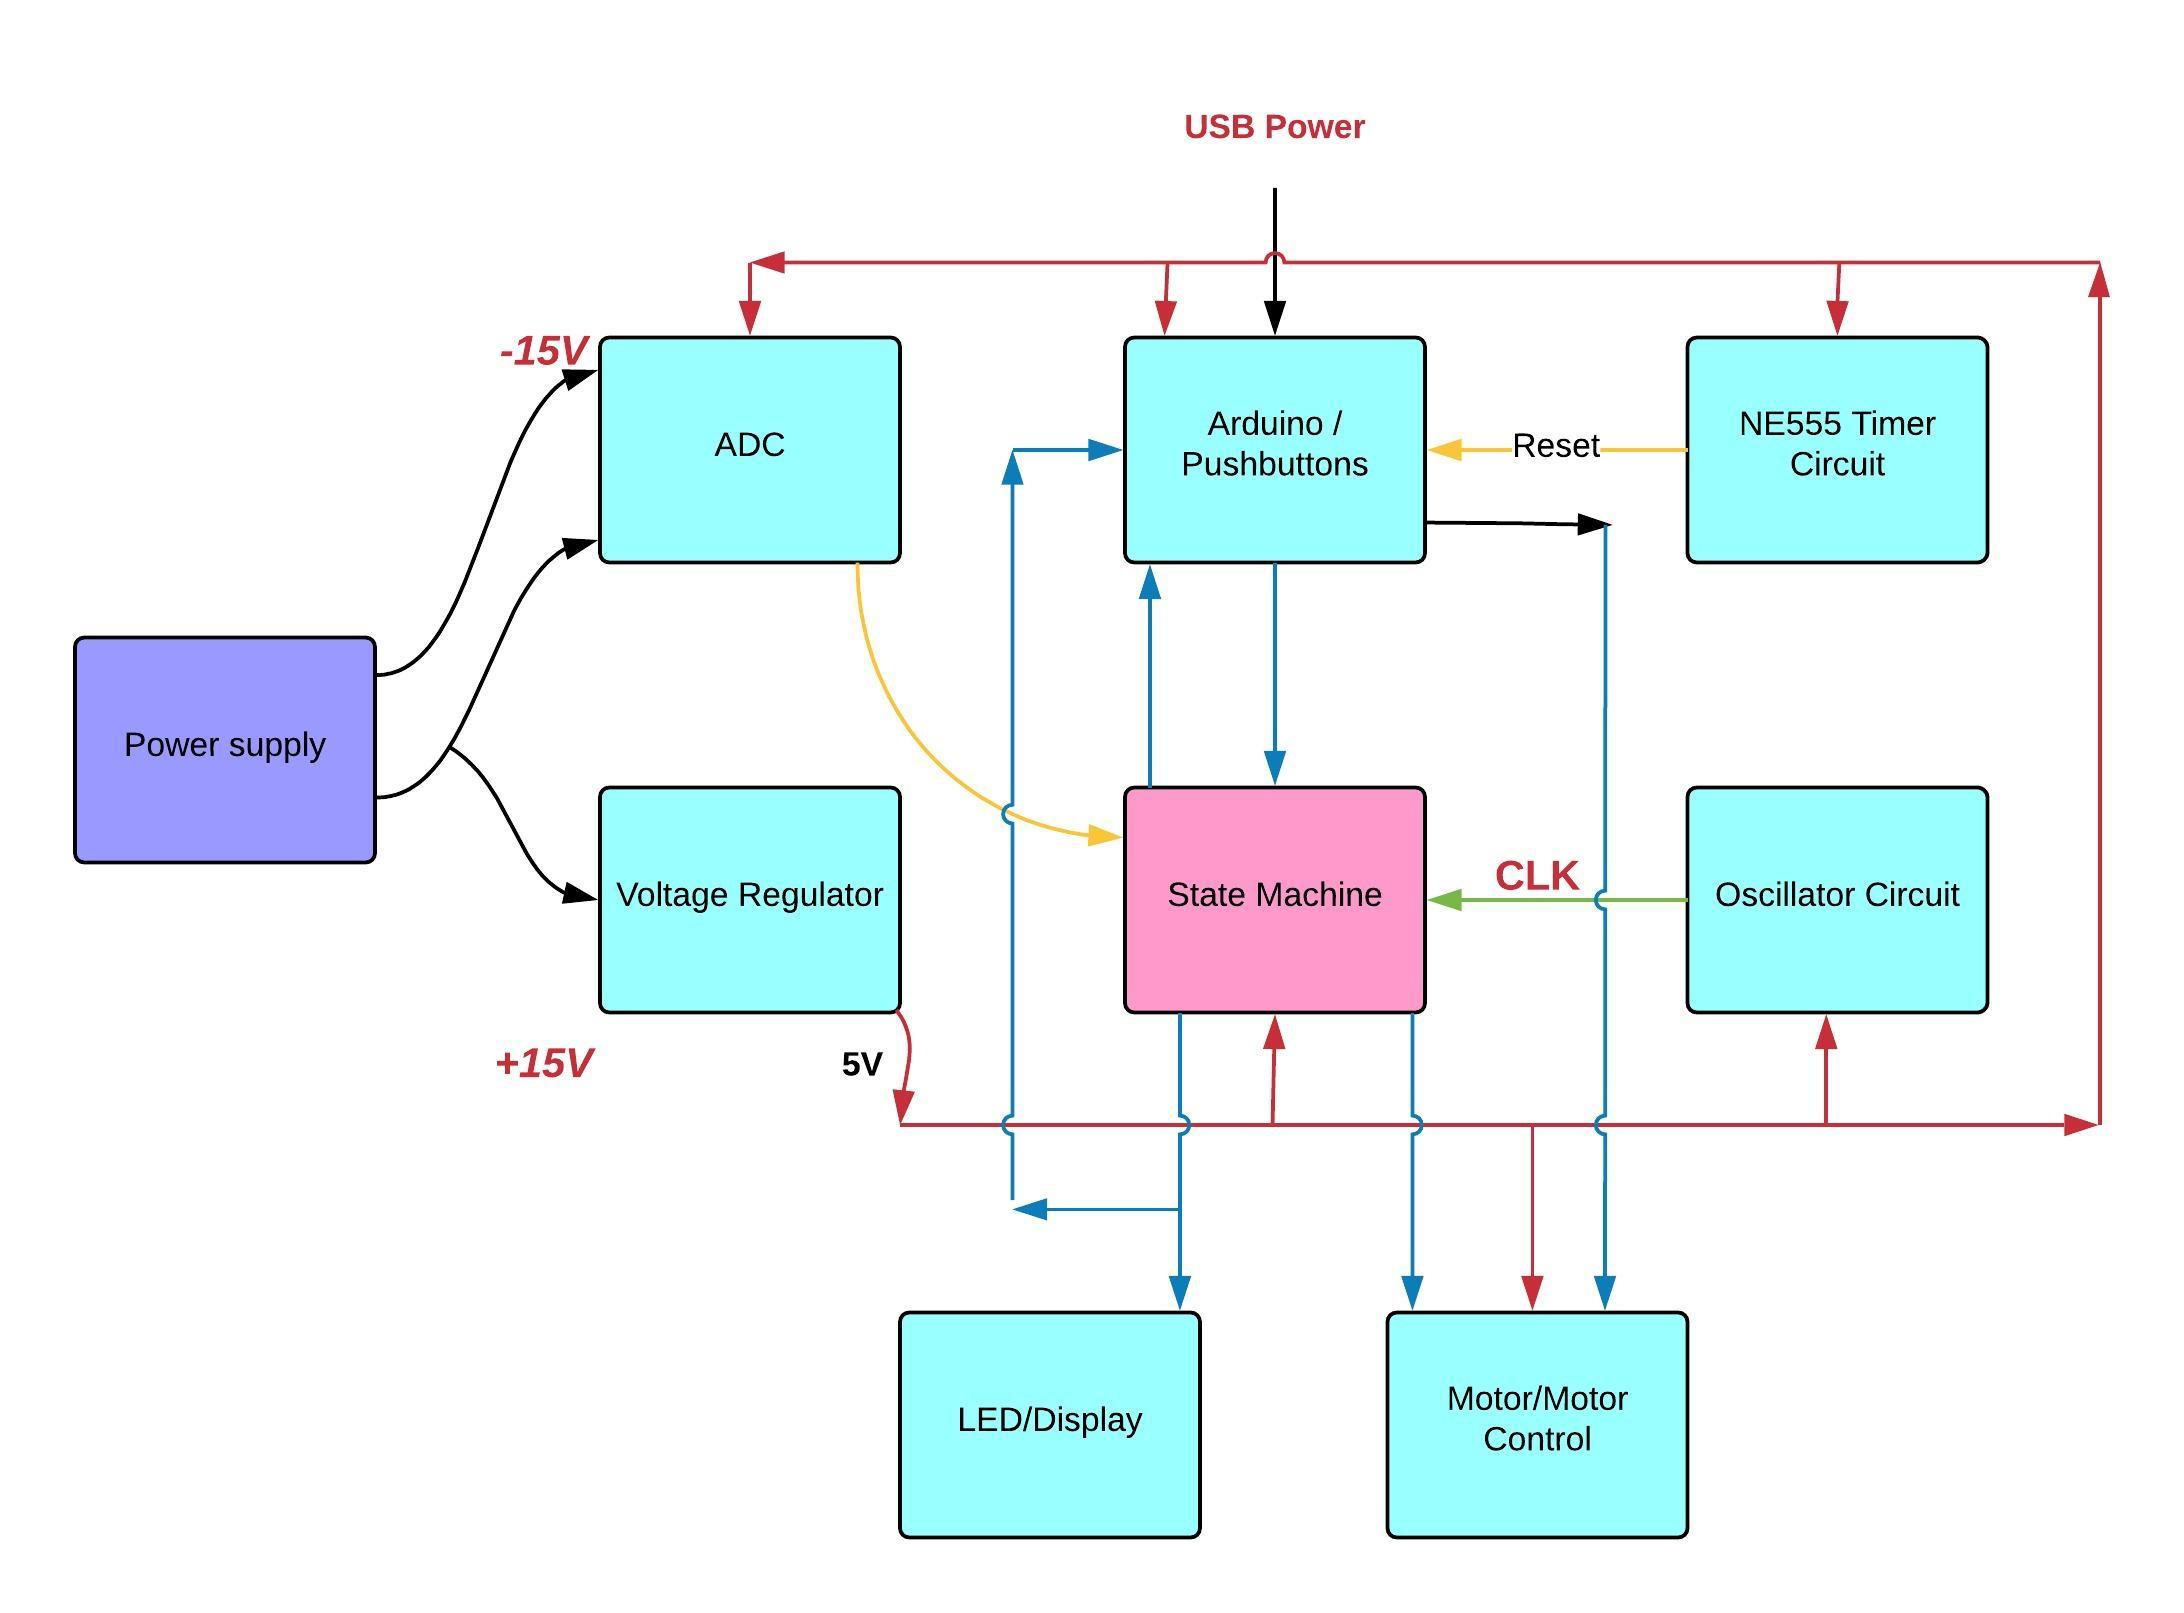 USB Power
-15V
ADC
Arduino /
Pushbuttons
Reset
NE555 Timer
Circuit
Power supply
Voltage Regulator
State Machine
CLK
Oscillator Circuit
+15V
5V
LED/Display
Motor/Motor
Control